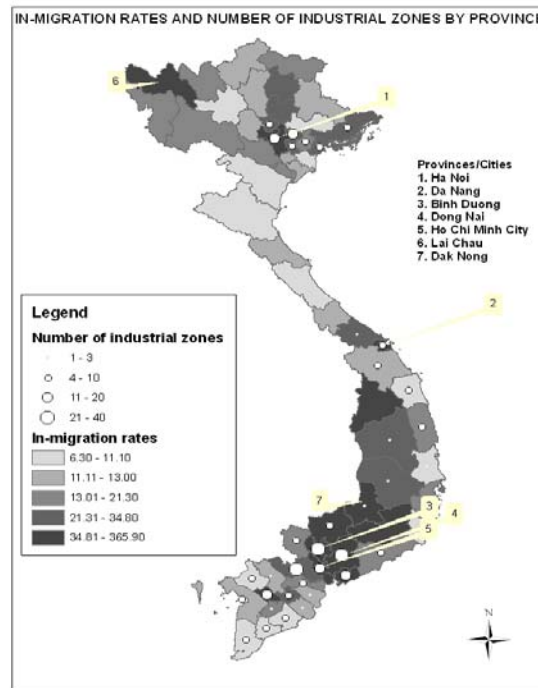 IN-MIGRATION RATES AND NUMBER OF INDUSTRIAL ZONES BY PROVINC
6
1
Provinces/Cities
1. Ha Noi
2. Da Nang
3. Binh Duong
4. Dong Nai
5. Ho Chi Minh City
6. Lai Chau
7. Dak Nong
2
Legend
Number of industrial zones
1 - 3
4 - 10
11 - 20
21 - 40
In-migration rates
6.30 - 11.10
11.11 - 13.00
13.01 - 21.30
21.31 - 34.80
34.81 - 365.90
7
3
4
5
N